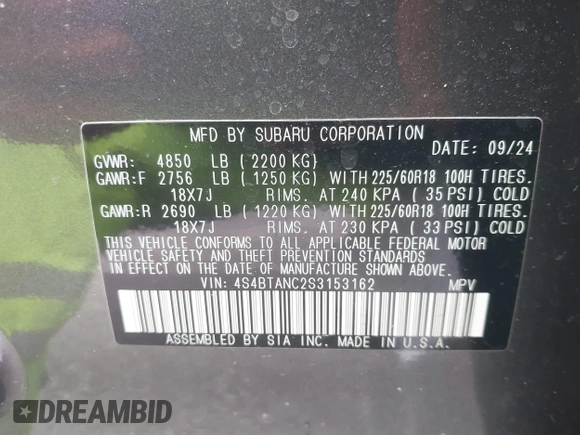 MFD BY SUBARU CORPORATION
DATE: 09/24
GVWR: 4850 LB ( 2200 KG)
GAWR:F 2756 LB ( 1250 KG) WITH 225/60R18 100H TIRES.
18X7J RIMS. AT 240 KPA ( 35 PSI) COLD
GAWR:R 2690 LB ( 1220 KG) WITH 225/60R18 100H TIRES.
18X7J RIMS. AT 230 KPA ( 33 PSI) COLD
THIS VEHICLE CONFORMS TO ALL APPLICABLE FEDERAL MOTOR
VEHICLE SAFETY AND THEFT PREVENTION STANDARDS
IN EFFECT ON THE DATE OF MANUFACTURE SHOWN ABOVE.
VIN: 4S4BTANC2S3153162 MPV
ASSEMBLED BY SIA INC. MADE IN U.S.A.
DREAMBID